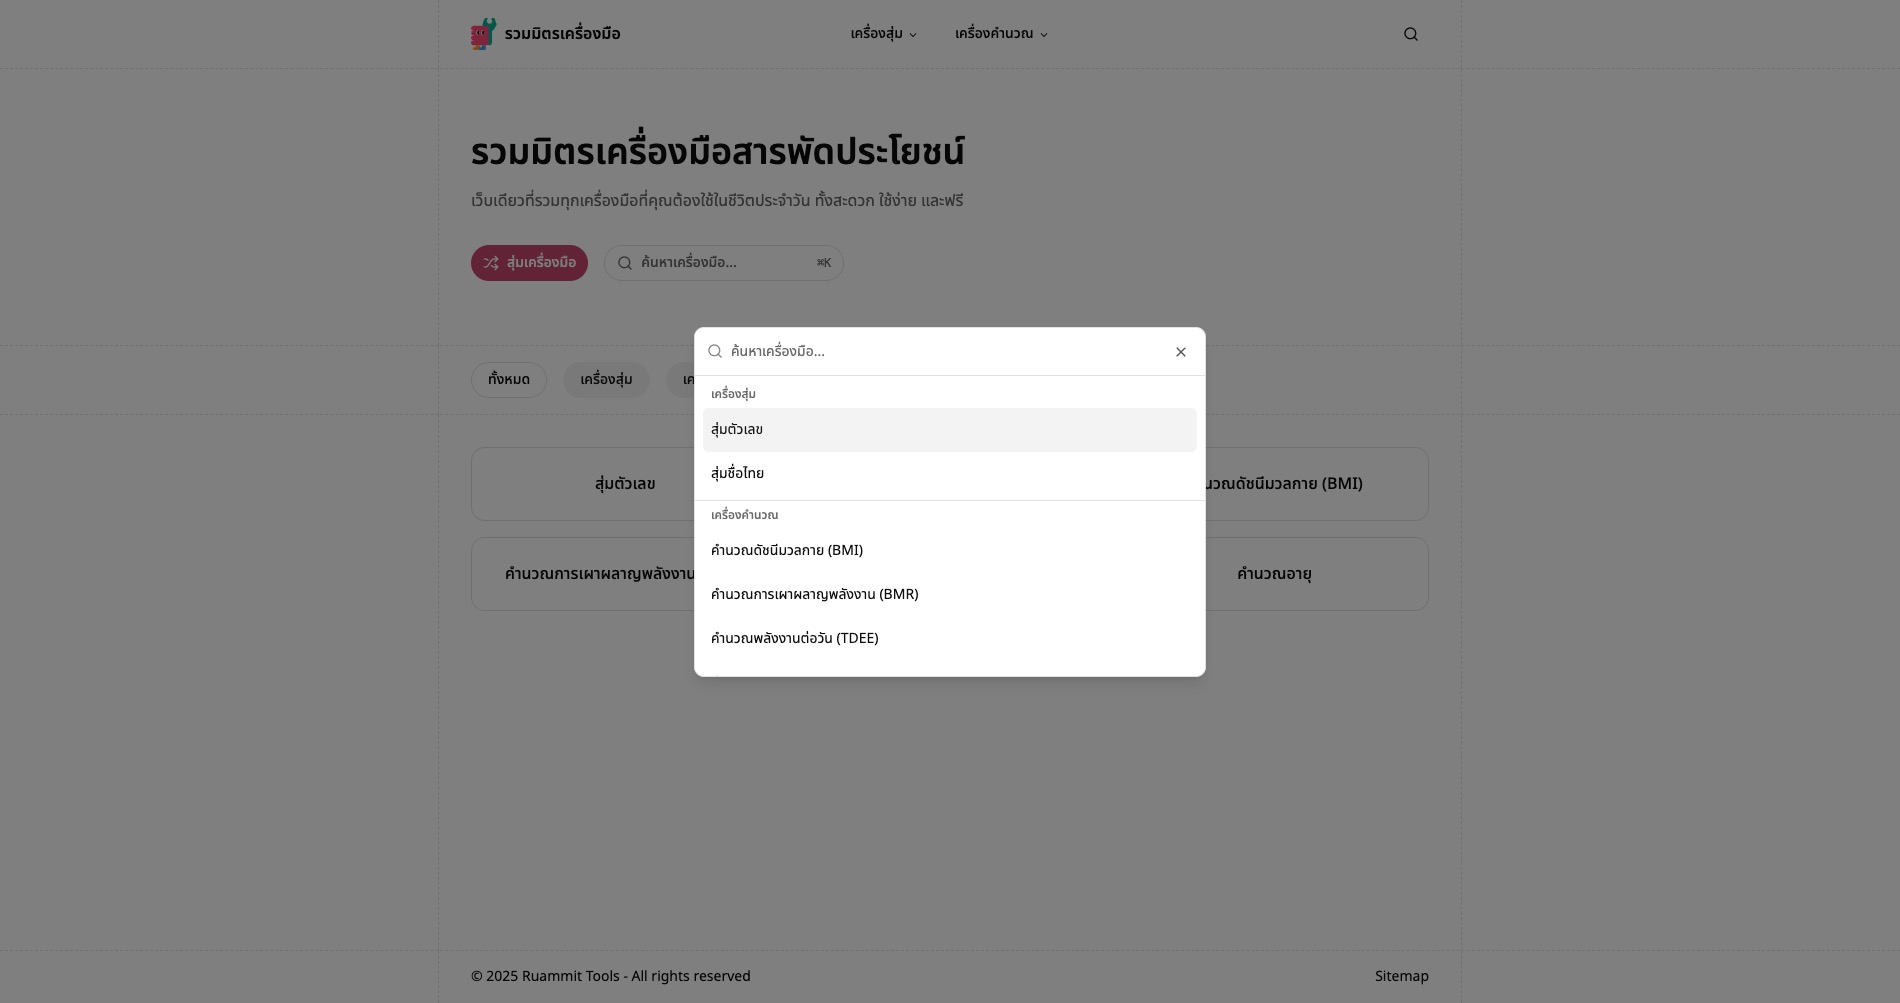 รวมมิตรเครื่องมือ
เครื่องสุ่ม
เครื่องคำนวณ
รวมมิตรเครื่องมือสารพัดประโยชน์
เว็บเดียวที่รวมทุกเครื่องมือที่คุณต้องใช้ในชีวิตประจำวัน ทั้งสะดวก ใช้ง่าย และฟรี
สุ่มเครื่องมือ
ค้นหาเครื่องมือ...
⌘K
ทั้งหมด
เครื่องสุ่ม
เค
ค้นหาเครื่องมือ...
เครื่องสุ่ม
สุ่มตัวเลข
สุ่มชื่อไทย
เครื่องคำนวณ
คำนวณดัชนีมวลกาย (BMI)
คำนวณการเผาผลาญพลังงาน (BMR)
คำนวณพลังงานต่อวัน (TDEE)
สุ่มตัวเลข
นวณดัชนีมวลกาย (BMI)
คำนวณการเผาผลาญพลังงาน
คำนวณอายุ
© 2025 Ruammit Tools - All rights reserved
Sitemap